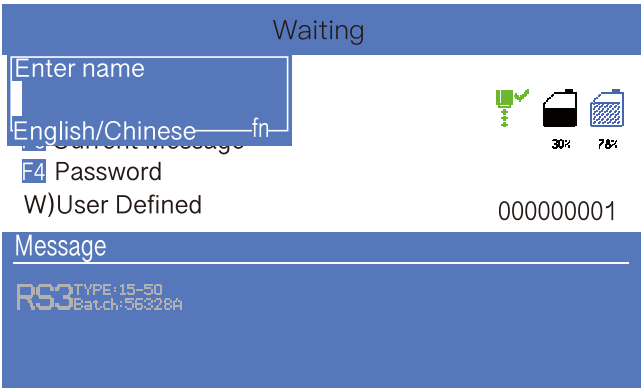 Waiting
Enter name
English/Chinese fn
Current Message
30% 78%
F4 Password
W)User Defined
000000001
Message
RS3 TYPE:15-50
Batch:56328A